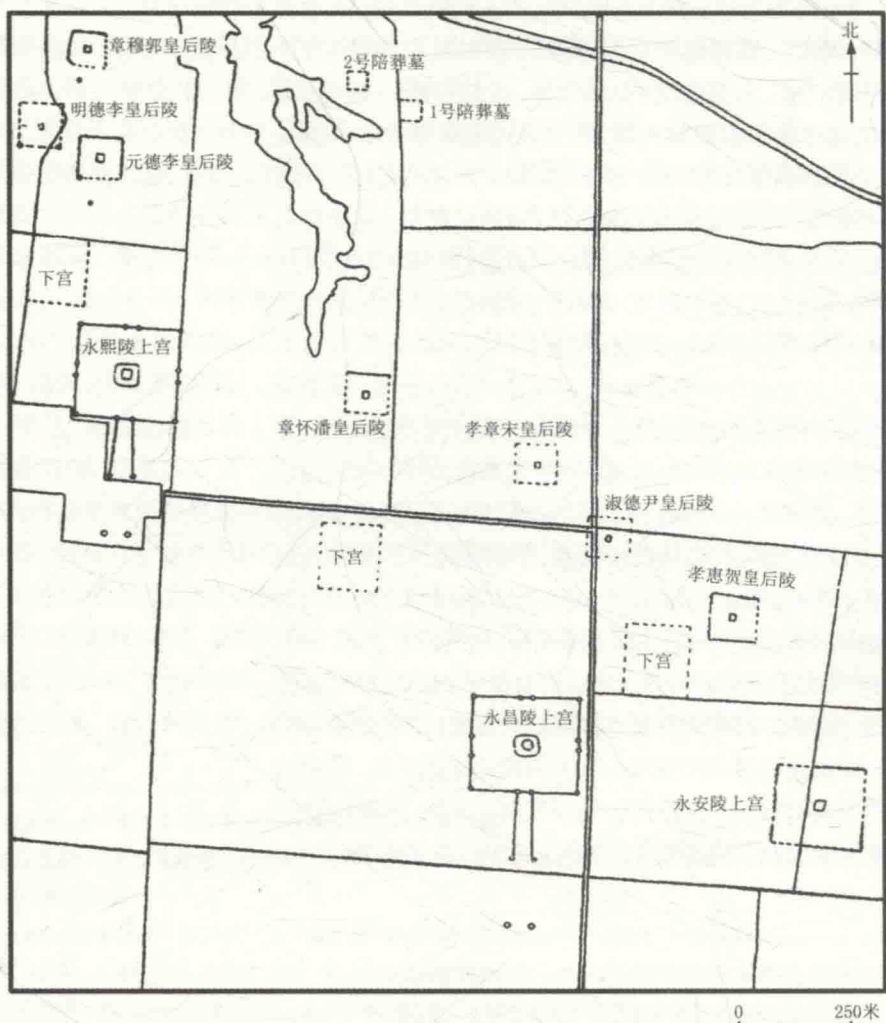 北
章穆郭皇后陵
2号陪葬墓
明德李皇后陵
1号陪葬墓
元德李皇后陵
下宫
永熙陵上宫
章怀潘皇后陵
孝章宋皇后陵
淑德尹皇后陵
下宫
孝惠贺皇后陵
下宫
永昌陵上宫
永安陵上宫
0 250米